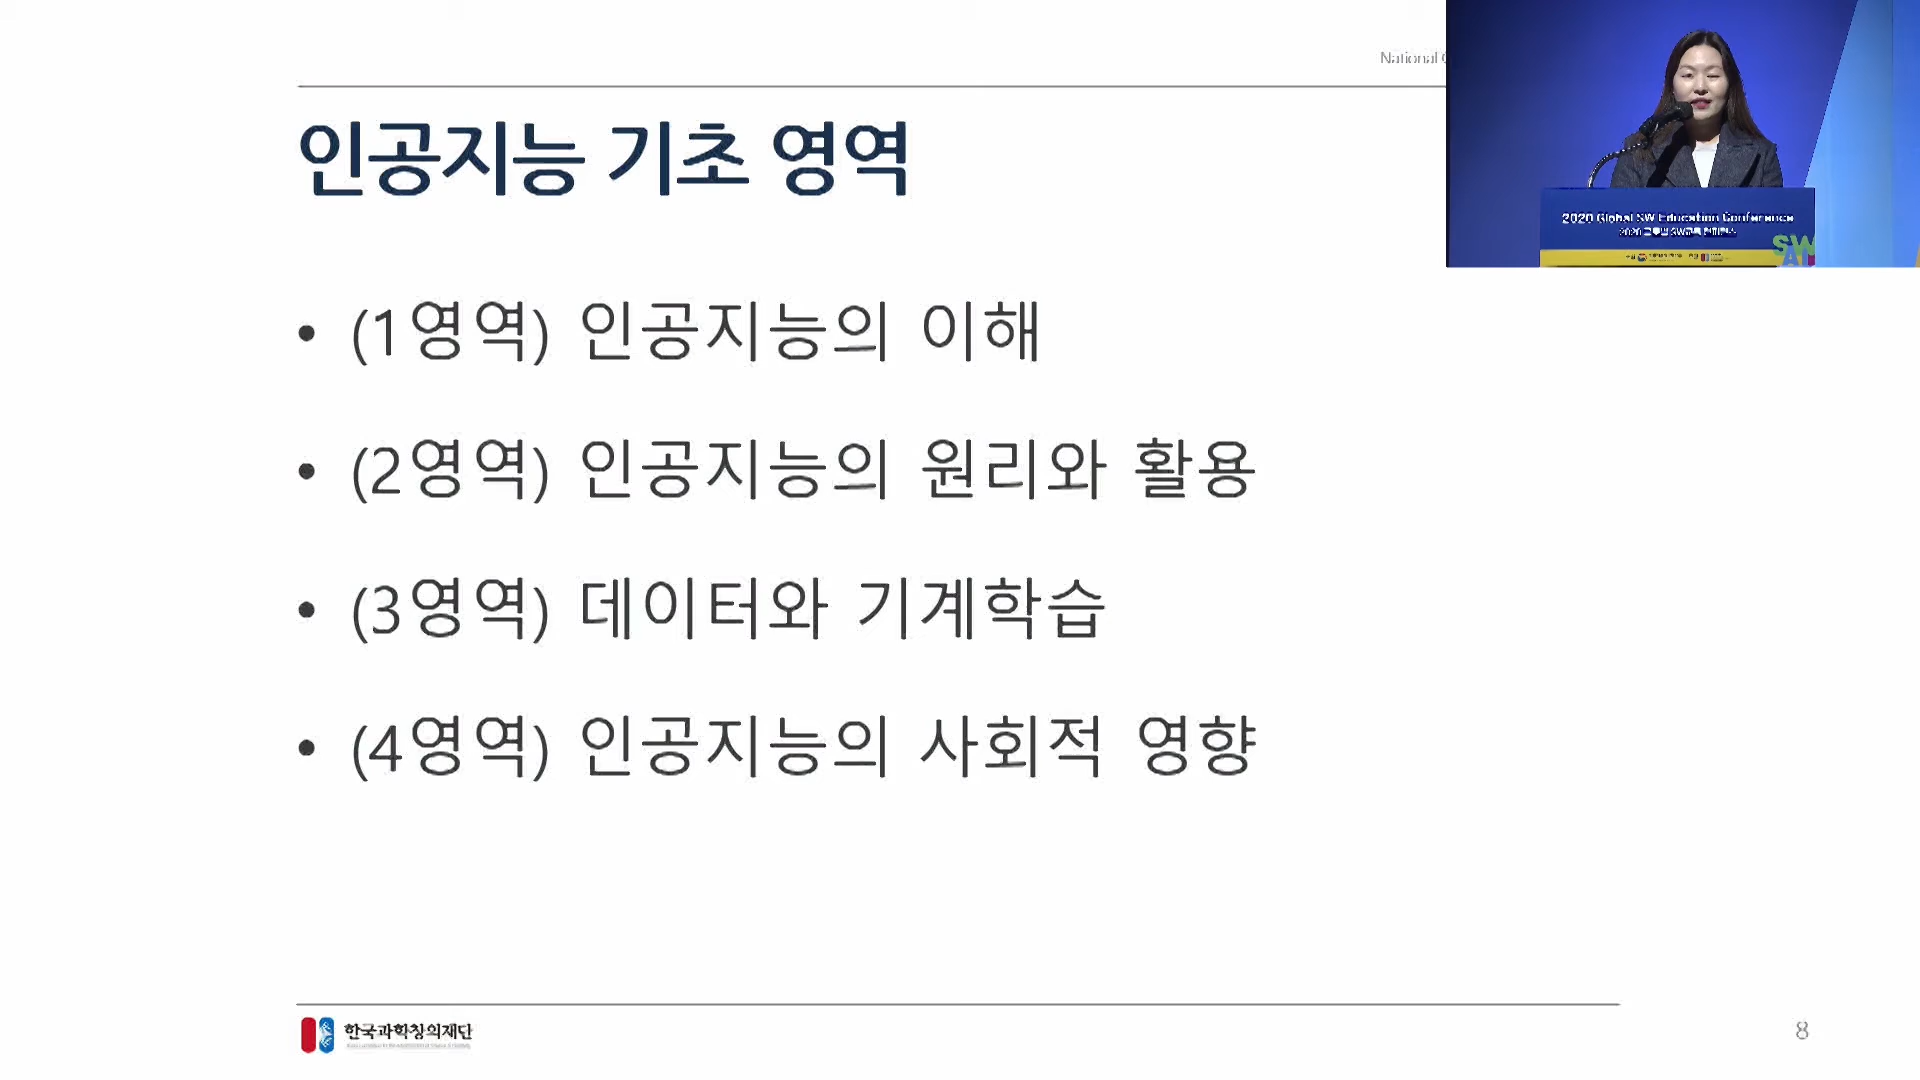 National
인공지능 기초 영역
• (1영역) 인공지능의 이해
• (2영역) 인공지능의 원리와 활용
• (3영역) 데이터와 기계학습
• (4영역) 인공지능의 사회적 영향
2020 Global SW Education Conference
SW
AI
한국과학창의재단
8